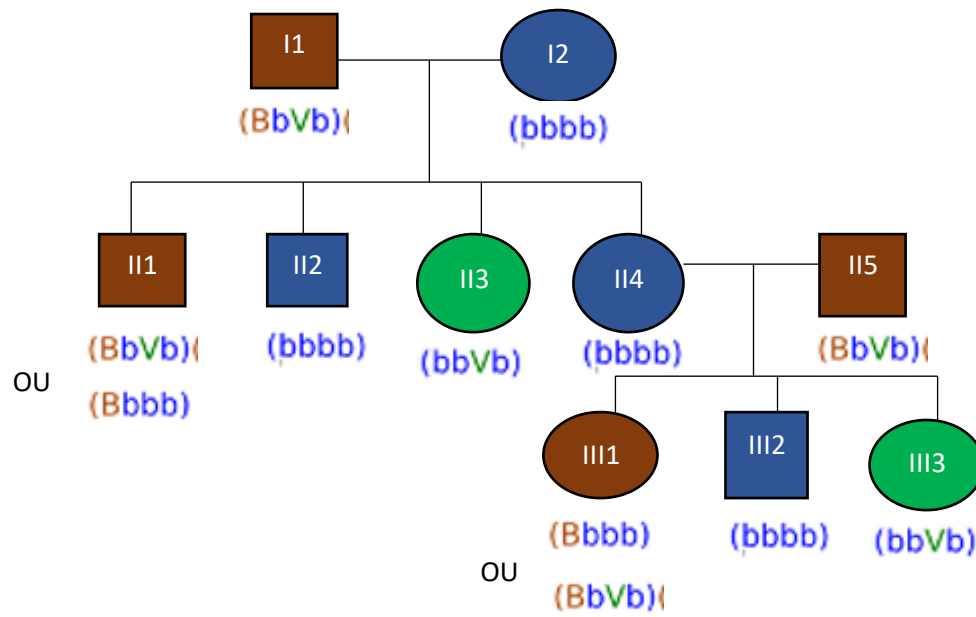 I1
I2
(BbVb)(
(bbbb)
II1
II2
II3
II4
II5
(BbVb)(
(bbbb)
(bbVb)
(bbbb)
(BbVb)(
OU
(Bbbb)
III1
III2
III3
(Bbbb)
(bbbb)
(bbVb)
OU
(BbVb)(